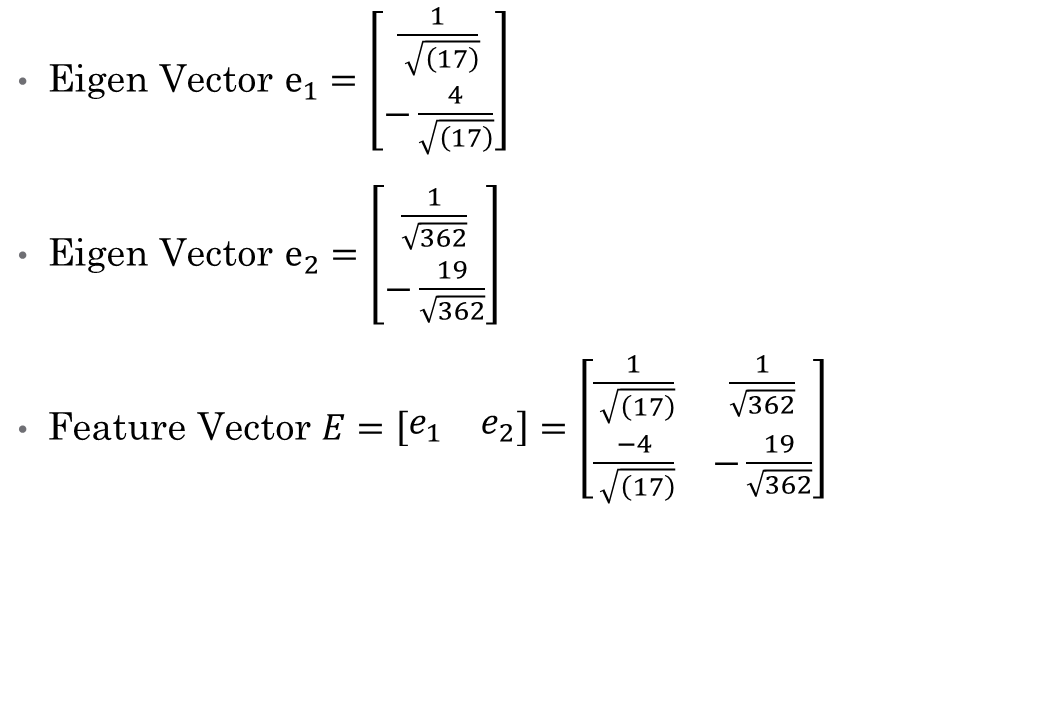 • Eigen Vector e₁ = [ 1/√(17) ; − 4/√(17) ]
• Eigen Vector e₂ = [ 1/√362 ; − 19/√362 ]
• Feature Vector E = [e₁ e₂] = [ 1/√(17) 1/√362 ; −4/√(17) − 19/√362 ]